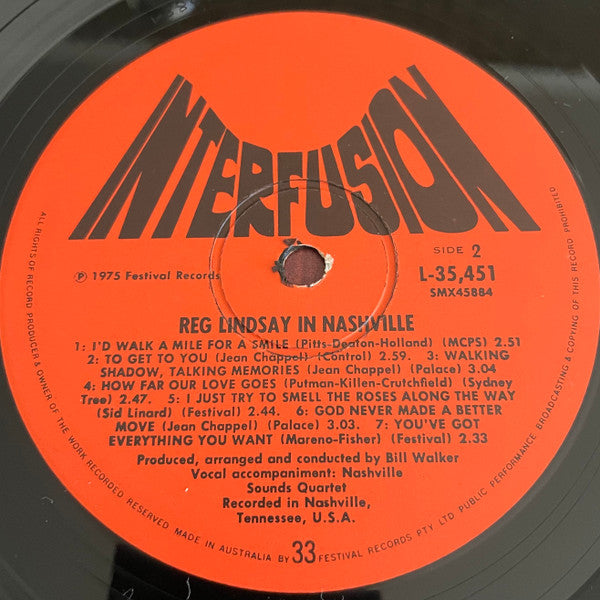 INTERFUSION
SIDE 2
℗ 1975 Festival Records
L-35,451
SMX45884
REG LINDSAY IN NASHVILLE
1: I'D WALK A MILE FOR A SMILE (Pitts-Deaton-Holland) (MCPS) 2.51
2: TO GET TO YOU (Jean Chappel) (Control) 2.59. 3: WALKING
SHADOW, TALKING MEMORIES (Jean Chappel) (Palace) 3.04
4: HOW FAR OUR LOVE GOES (Putman-Killen-Crutchfield) (Sydney
Tree) 2.47. 5: I JUST TRY TO SMELL THE ROSES ALONG THE WAY
(Sid Linard) (Festival) 2.44. 6: GOD NEVER MADE A BETTER
MOVE (Jean Chappel) (Palace) 3.03. 7: YOU'VE GOT
EVERYTHING YOU WANT (Mareno-Fisher) (Festival) 2.33
Produced, arranged and conducted by Bill Walker
Vocal accompaniment: Nashville
Sounds Quartet
Recorded in Nashville,
Tennessee, U.S.A.
ALL RIGHTS OF RECORD PRODUCER & OWNER OF THE WORK RECORDED RESERVED MADE IN AUSTRALIA BY 33 FESTIVAL RECORDS PTY LTD PUBLIC PERFORMANCE BROADCASTING & COPYING OF THIS RECORD PROHIBITED